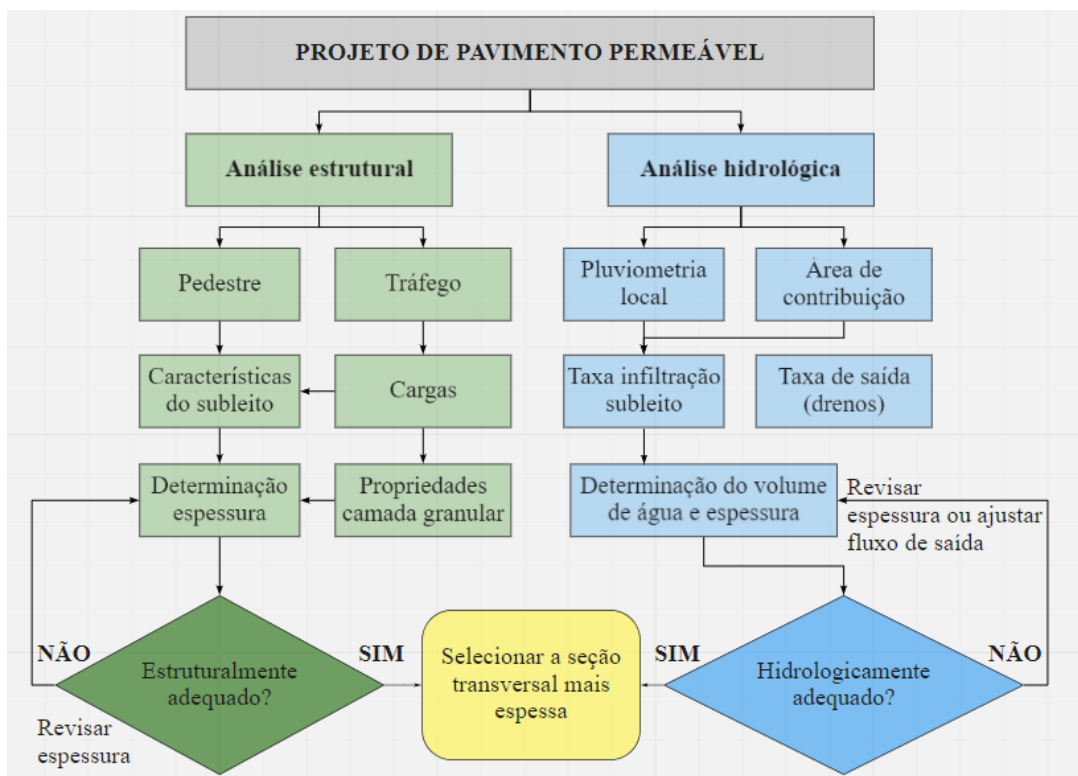 PROJETO DE PAVIMENTO PERMEÁVEL
Análise estrutural
Análise hidrológica
Pedestre
Tráfego
Pluviometria
local
Área de
contribuição
Características
do subleito
Cargas
Taxa infiltração
subleito
Taxa de saída
(drenos)
Determinação
espessura
Propriedades
camada granular
Determinação do volume
de água e espessura
Revisar
espessura ou ajustar
fluxo de saída
NÃO
Estruturalmente
adequado?
SIM
Selecionar a seção
transversal mais
espessa
SIM
Hidrologicamente
adequado?
NÃO
Revisar
espessura